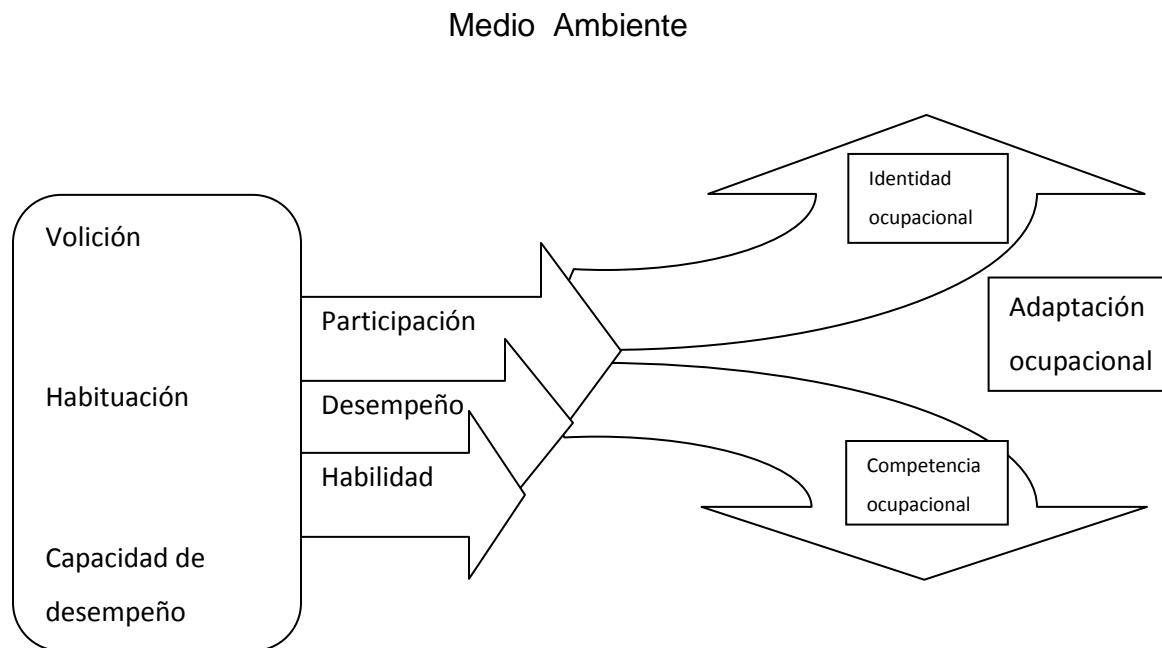 Medio Ambiente
Volición
Habituación
Capacidad de
desempeño
Participación
Desempeño
Habilidad
Identidad
ocupacional
Adaptación
ocupacional
Competencia
ocupacional